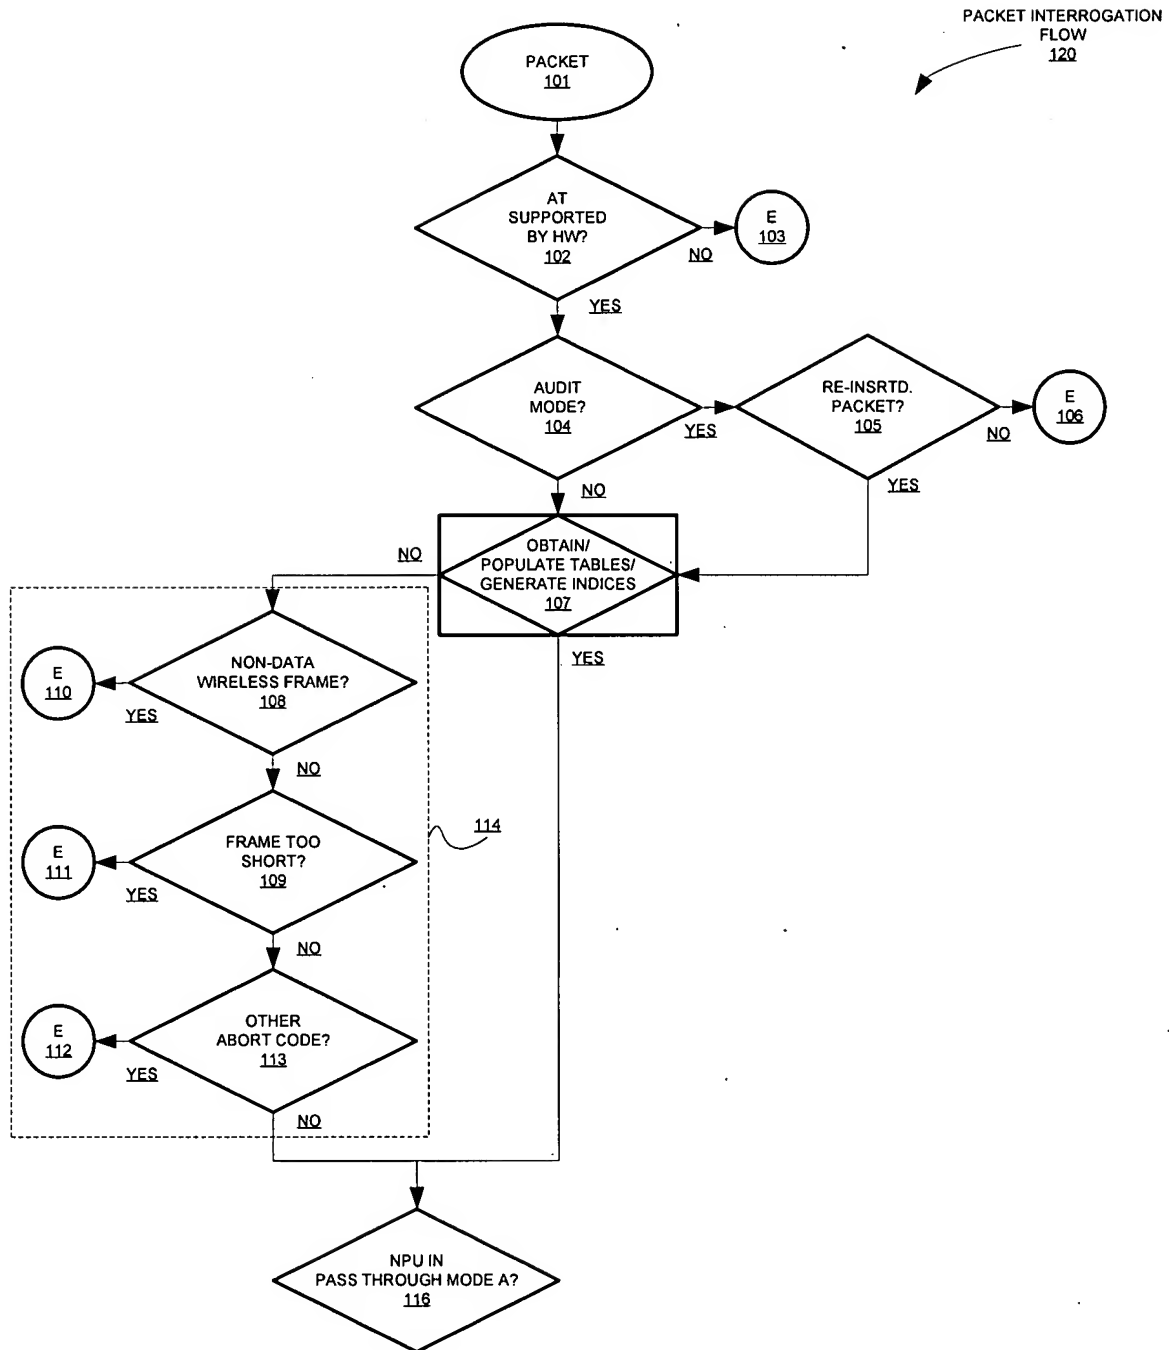 PACKET INTERROGATION
FLOW
120
PACKET
101
AT
SUPPORTED
BY HW?
102
NO
E
103
YES
AUDIT
MODE?
104
YES
RE-INSRTD.
PACKET?
105
NO
E
106
NO
YES
OBTAIN/
POPULATE TABLES/
GENERATE INDICES
107
NO
YES
NON-DATA
WIRELESS FRAME?
108
E
110
YES
NO
114
FRAME TOO
SHORT?
109
E
111
YES
NO
OTHER
ABORT CODE?
113
E
112
YES
NO
NPU IN
PASS THROUGH MODE A?
116